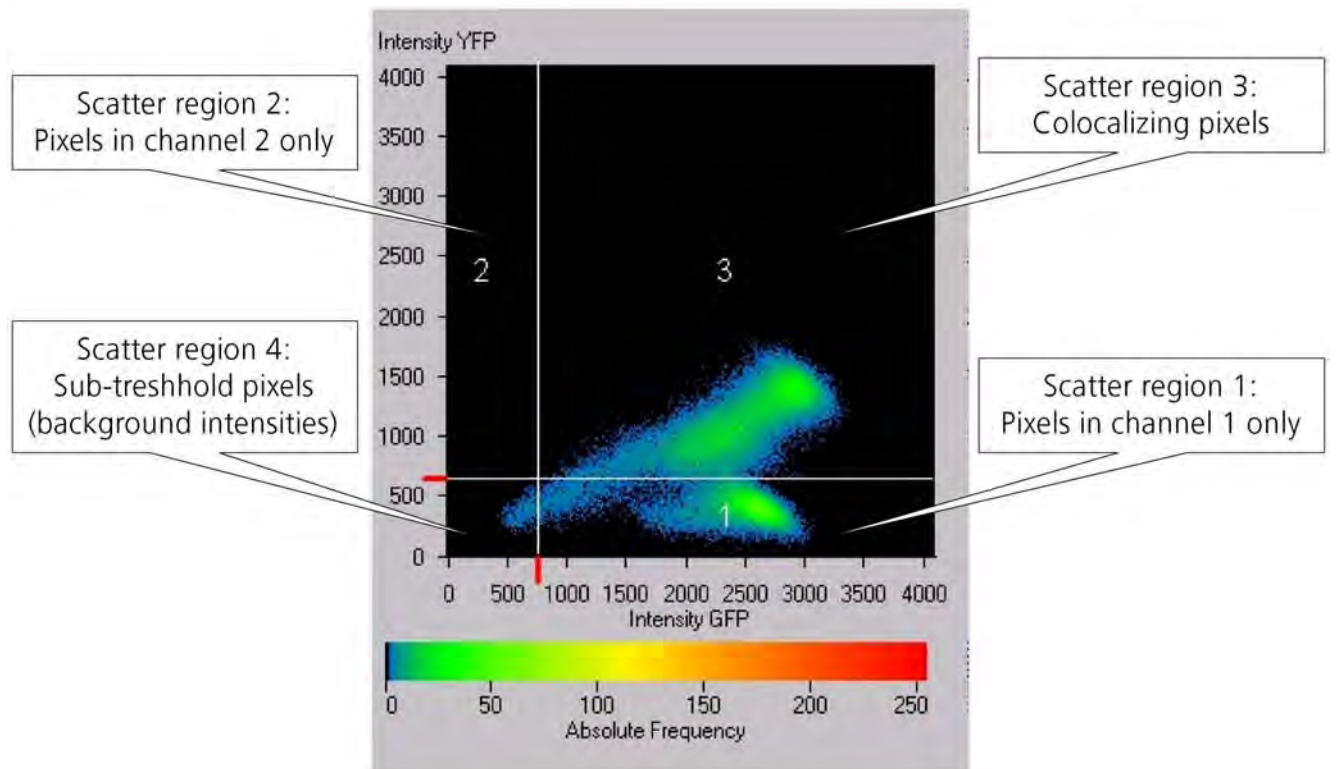 Intensity YFP
Scatter region 2:
Pixels in channel 2 only
Scatter region 3:
Colocalizing pixels
Scatter region 4:
Sub-treshhold pixels
(background intensities)
Scatter region 1:
Pixels in channel 1 only
4000
3500
3000
2500
2000
1500
1000
500
0
2
3
1
0 500 1000 1500 2000 2500 3000 3500 4000
Intensity GFP
0 50 100 150 200 250
Absolute Frequency